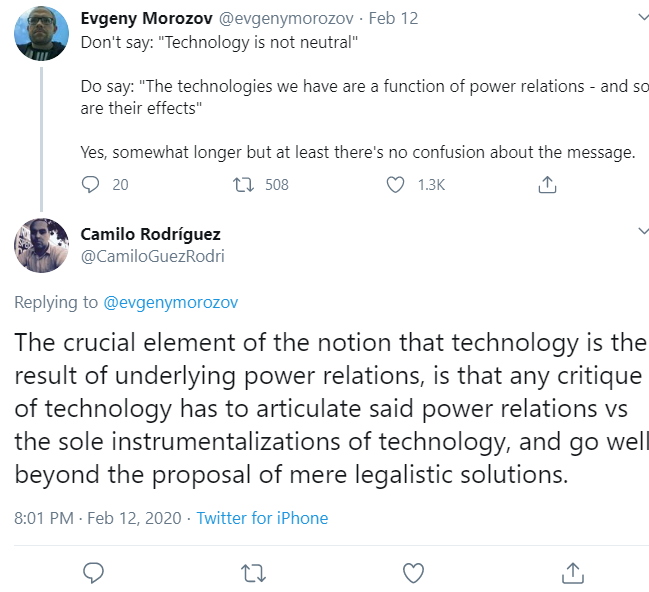 Evgeny Morozov @evgenymorozov · Feb 12
Don't say: "Technology is not neutral"
Do say: "The technologies we have are a function of power relations - and so
are their effects"
Yes, somewhat longer but at least there's no confusion about the message.
20 508 1.3K
Camilo Rodríguez
@CamiloGuezRodri
Replying to @evgenymorozov
The crucial element of the notion that technology is the
result of underlying power relations, is that any critique
of technology has to articulate said power relations vs
the sole instrumentalizations of technology, and go well
beyond the proposal of mere legalistic solutions.
8:01 PM · Feb 12, 2020 · Twitter for iPhone